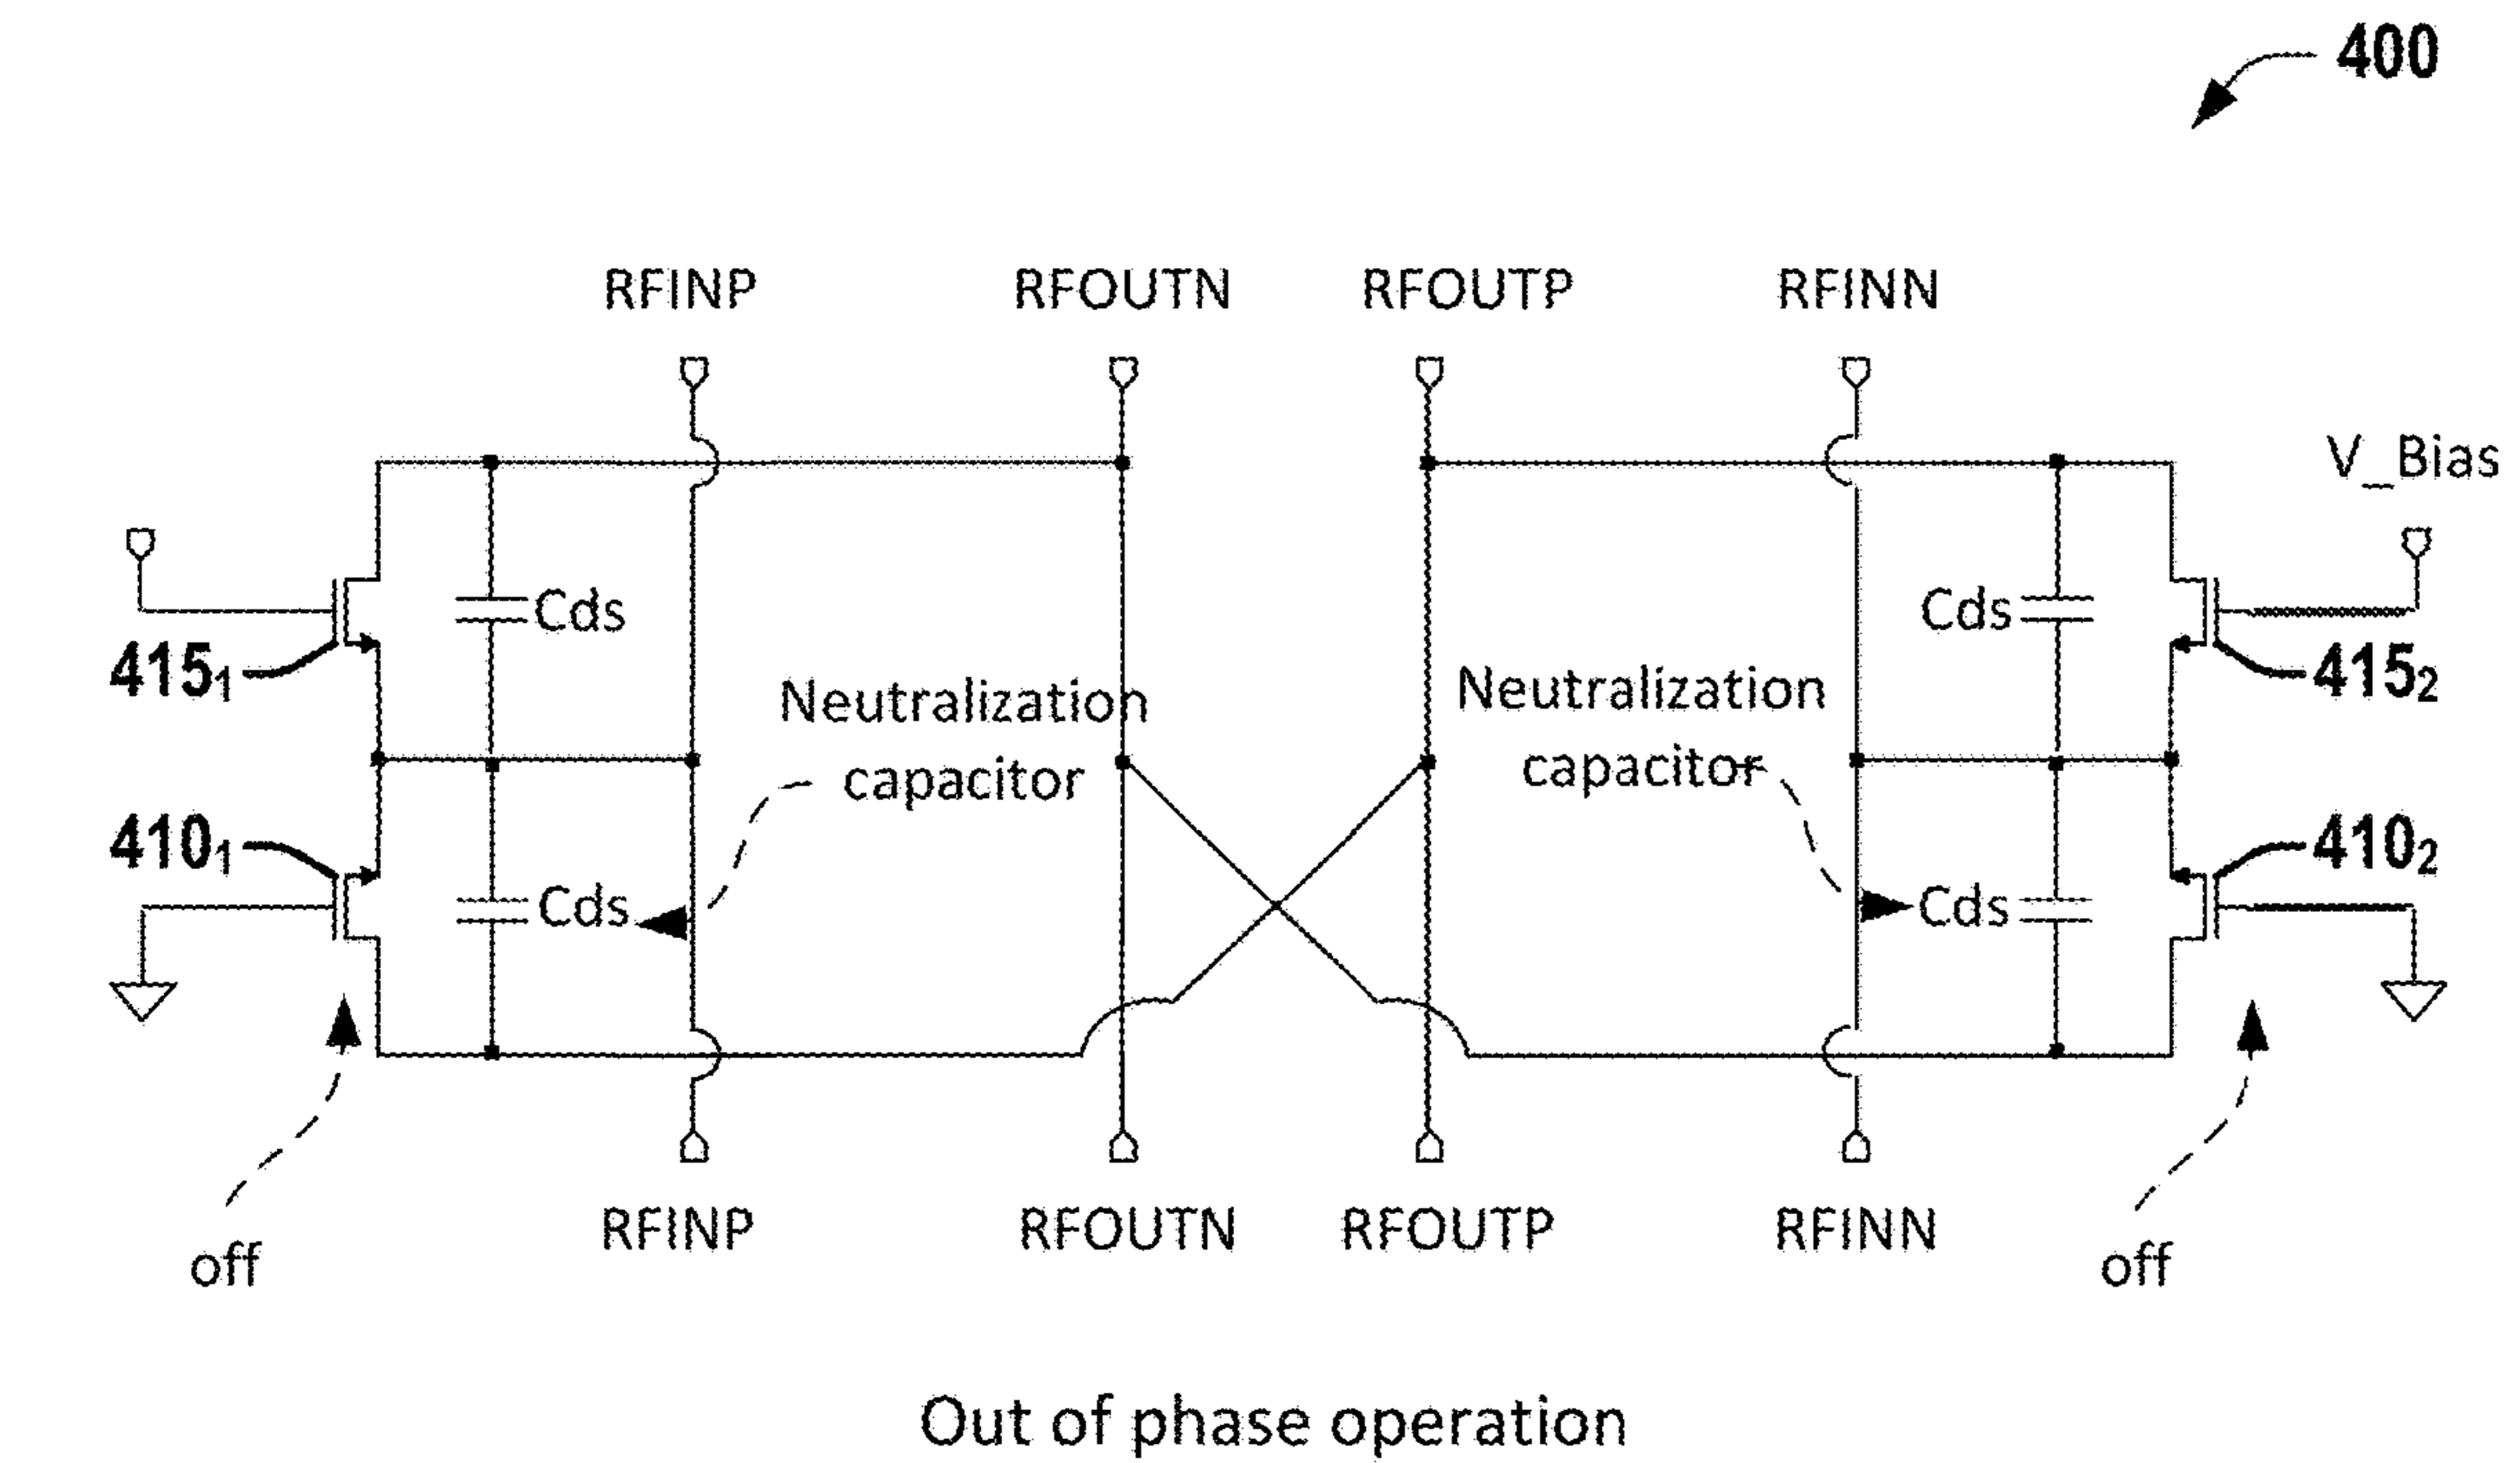 400
RFINP RFOUTN RFOUTP RFINN
V_Bias
Cds Cds
415₁ Neutralization Neutralization 415₂
capacitor capacitor
410₁ 410₂
Cds Cds
RFINP RFOUTN RFOUTP RFINN
off off
Out of phase operation